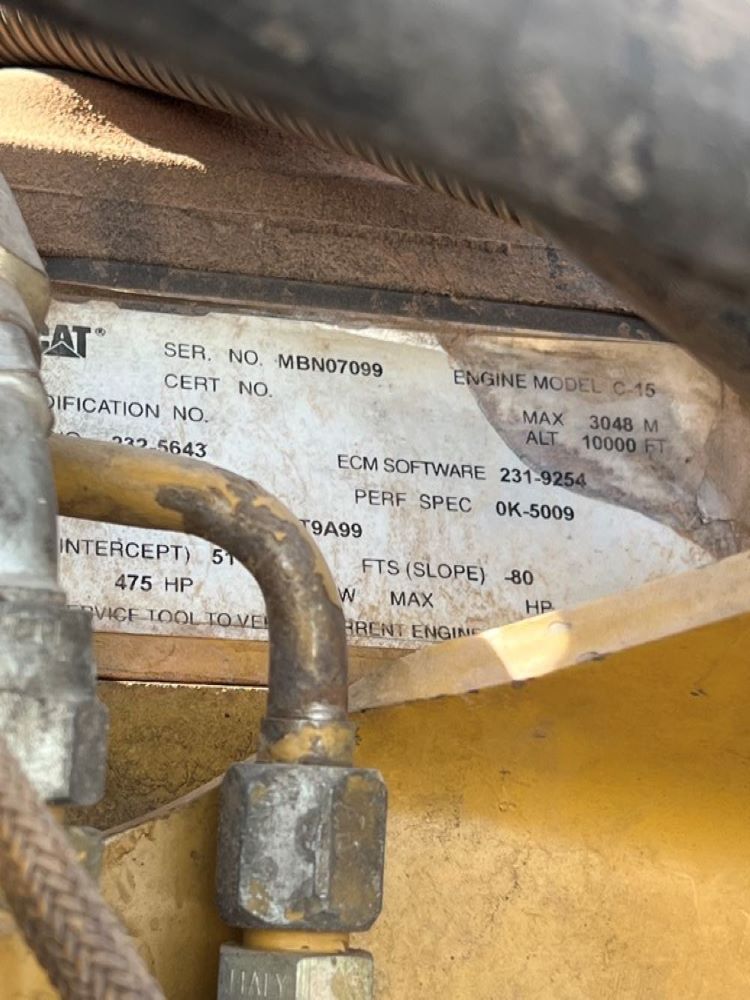 CAT®
SER. NO. MBN07099
ENGINE MODEL C-15
CERT NO.
DIFICATION NO.
MAX 3048 M
ALT 10000 FT
232-5643
ECM SOFTWARE 231-9254
PERF SPEC 0K-5009
T9A99
INTERCEPT) 51
FTS (SLOPE) -80
475 HP
W MAX HP
ERVICE TOOL TO VE RRENT ENGIN
ITALY